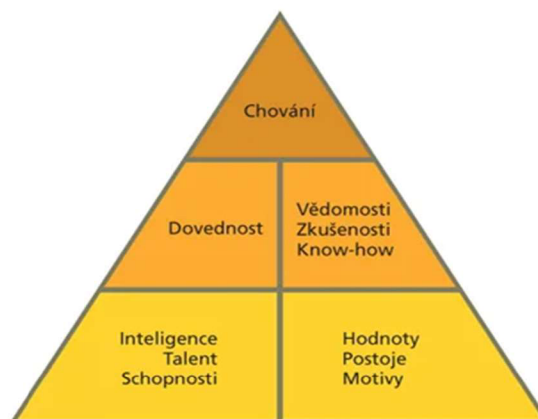 Chování
Dovednost
Vědomosti
Zkušenosti
Know-how
Inteligence
Talent
Schopnosti
Hodnoty
Postoje
Motivy